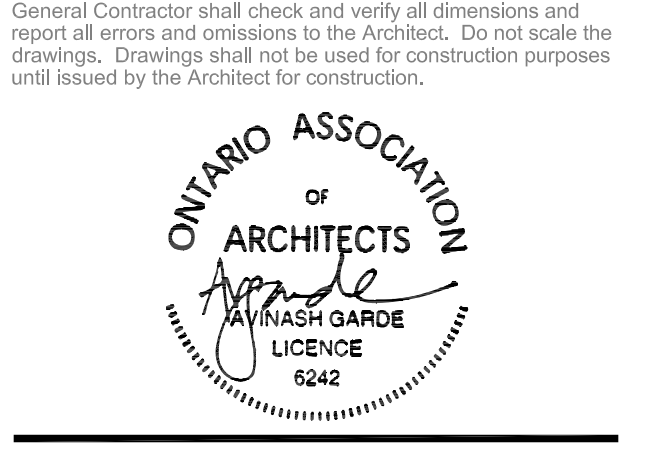 General Contractor shall check and verify all dimensions and
report all errors and omissions to the Architect.  Do not scale the
drawings.  Drawings shall not be used for construction purposes
until issued by the Architect for construction.
ONTARIO ASSOCIATION
OF
ARCHITECTS
AVINASH GARDE
LICENCE
6242